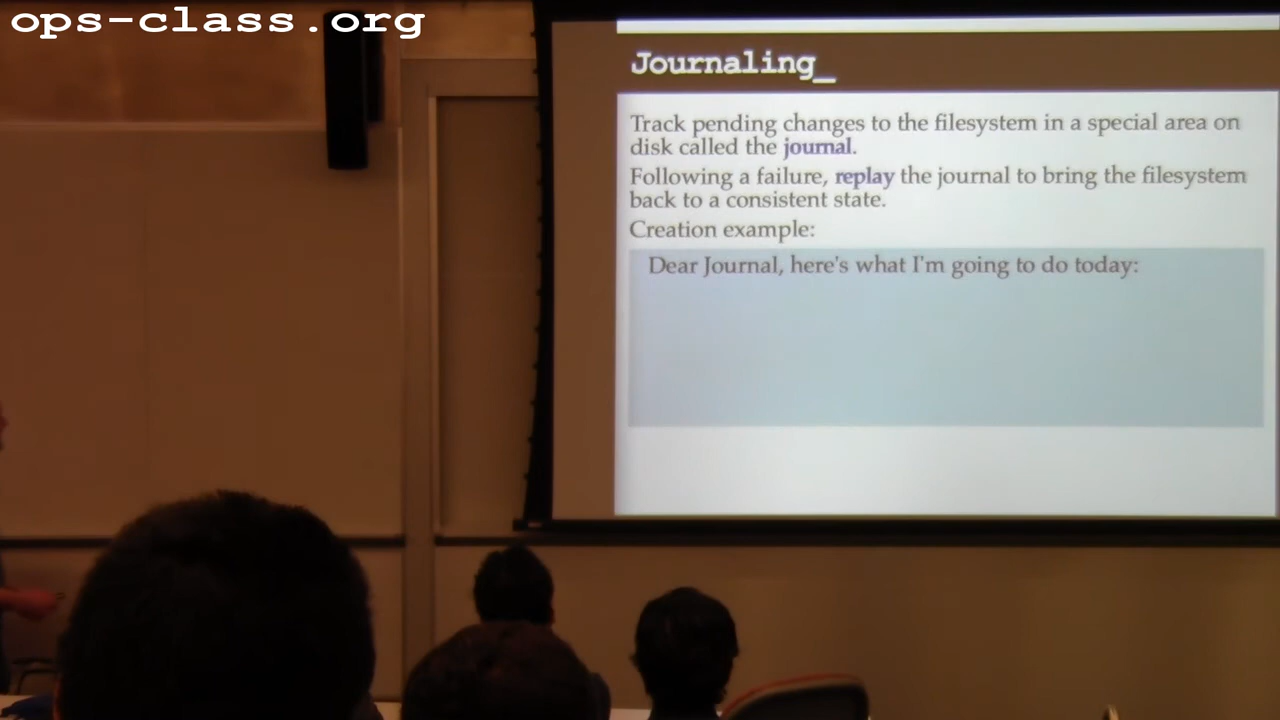 ops-class.org
Journaling_
Track pending changes to the filesystem in a special area on
disk called the journal.
Following a failure, replay the journal to bring the filesystem
back to a consistent state.
Creation example:
Dear Journal, here's what I'm going to do today: